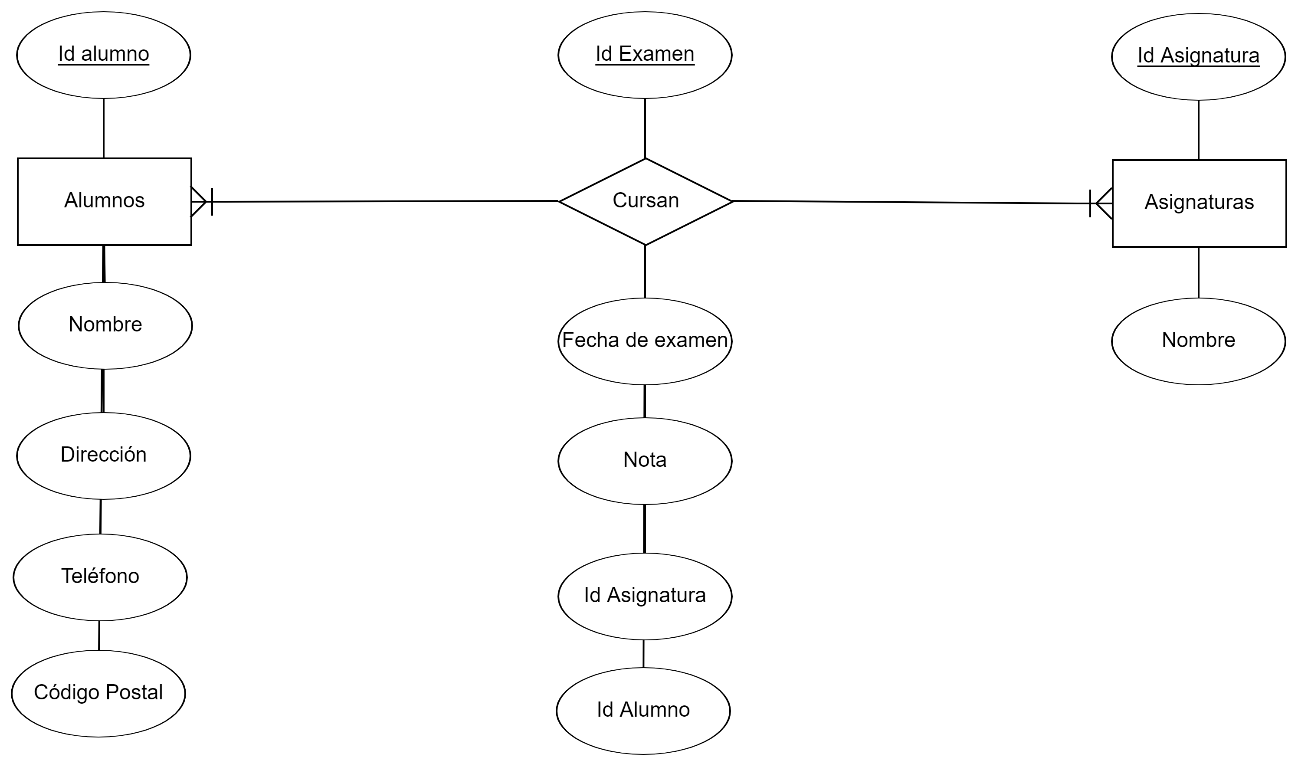 Id alumno
Id Examen
Id Asignatura
Alumnos
Cursan
Asignaturas
Nombre
Fecha de examen
Nombre
Dirección
Nota
Teléfono
Id Asignatura
Código Postal
Id Alumno